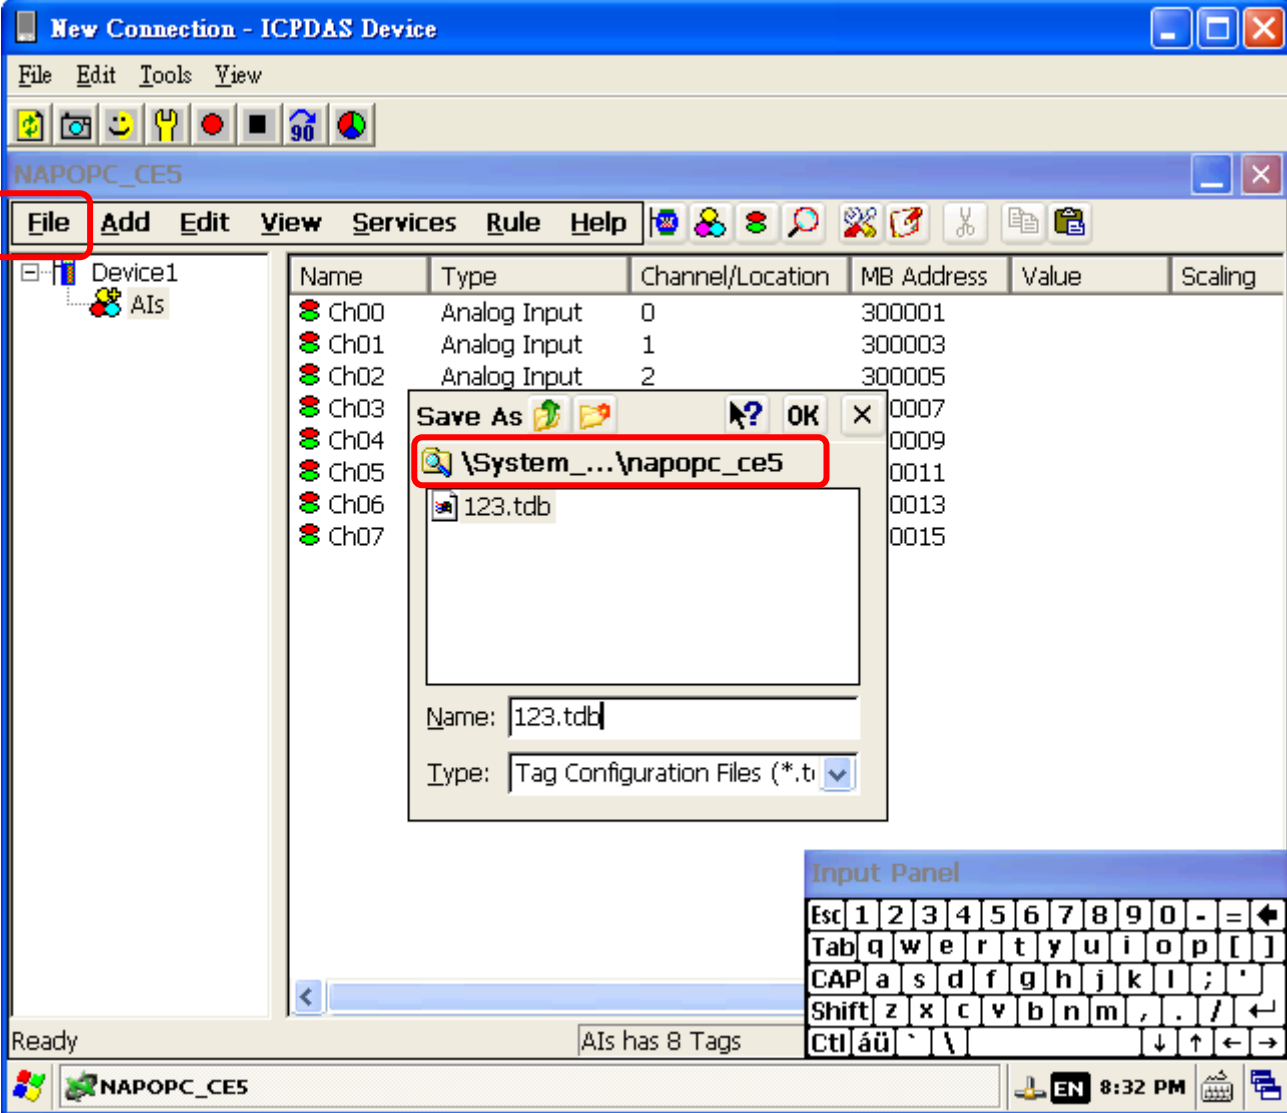 New Connection - ICPDAS Device
File Edit Tools View
90
NAPOPC_CE5
File Add Edit View Services Rule Help
Device1
AIs
Name Type Channel/Location MB Address Value Scaling
Ch00 Analog Input 0 300001
Ch01 Analog Input 1 300003
Ch02 Analog Input 2 300005
Ch03 0007
Ch04 0009
Ch05 0011
Ch06 0013
Ch07 0015
Save As ? OK ×
\System_...\napopc_ce5
123.tdb
Name: 123.tdb
Type: Tag Configuration Files (*.t
Input Panel
Esc 1 2 3 4 5 6 7 8 9 0 - =
Tab q w e r t y u i o p [ ]
CAP a s d f g h j k l ; '
Shift z x c v b n m , . /
Ctl áü ` \ ↓ ↑ ← →
Ready AIs has 8 Tags
NAPOPC_CE5 EN 8:32 PM